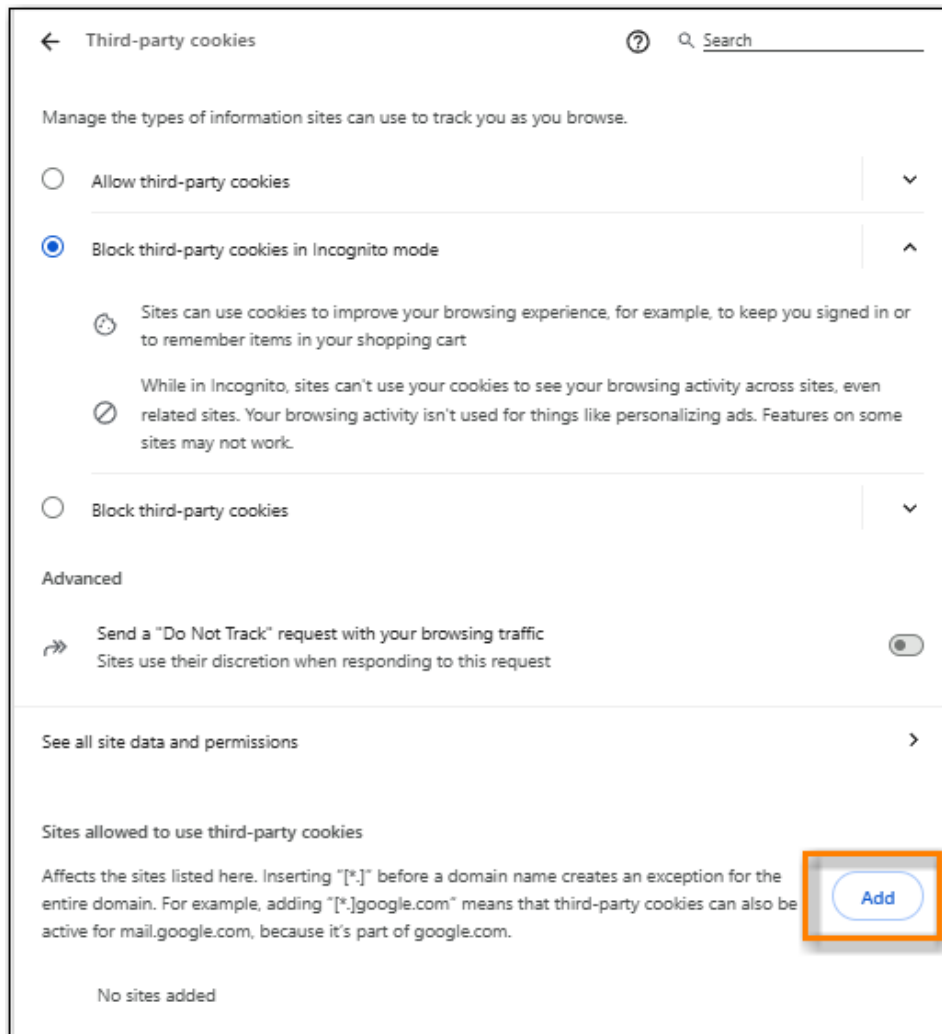 Third-party cookies
Search
Manage the types of information sites can use to track you as you browse.
Allow third-party cookies
Block third-party cookies in Incognito mode
Sites can use cookies to improve your browsing experience, for example, to keep you signed in or
to remember items in your shopping cart
While in Incognito, sites can't use your cookies to see your browsing activity across sites, even
related sites. Your browsing activity isn't used for things like personalizing ads. Features on some
sites may not work.
Block third-party cookies
Advanced
Send a "Do Not Track" request with your browsing traffic
Sites use their discretion when responding to this request
See all site data and permissions
Sites allowed to use third-party cookies
Affects the sites listed here. Inserting "[*.]" before a domain name creates an exception for the
entire domain. For example, adding "[*.]google.com" means that third-party cookies can also be
active for mail.google.com, because it's part of google.com.
Add
No sites added